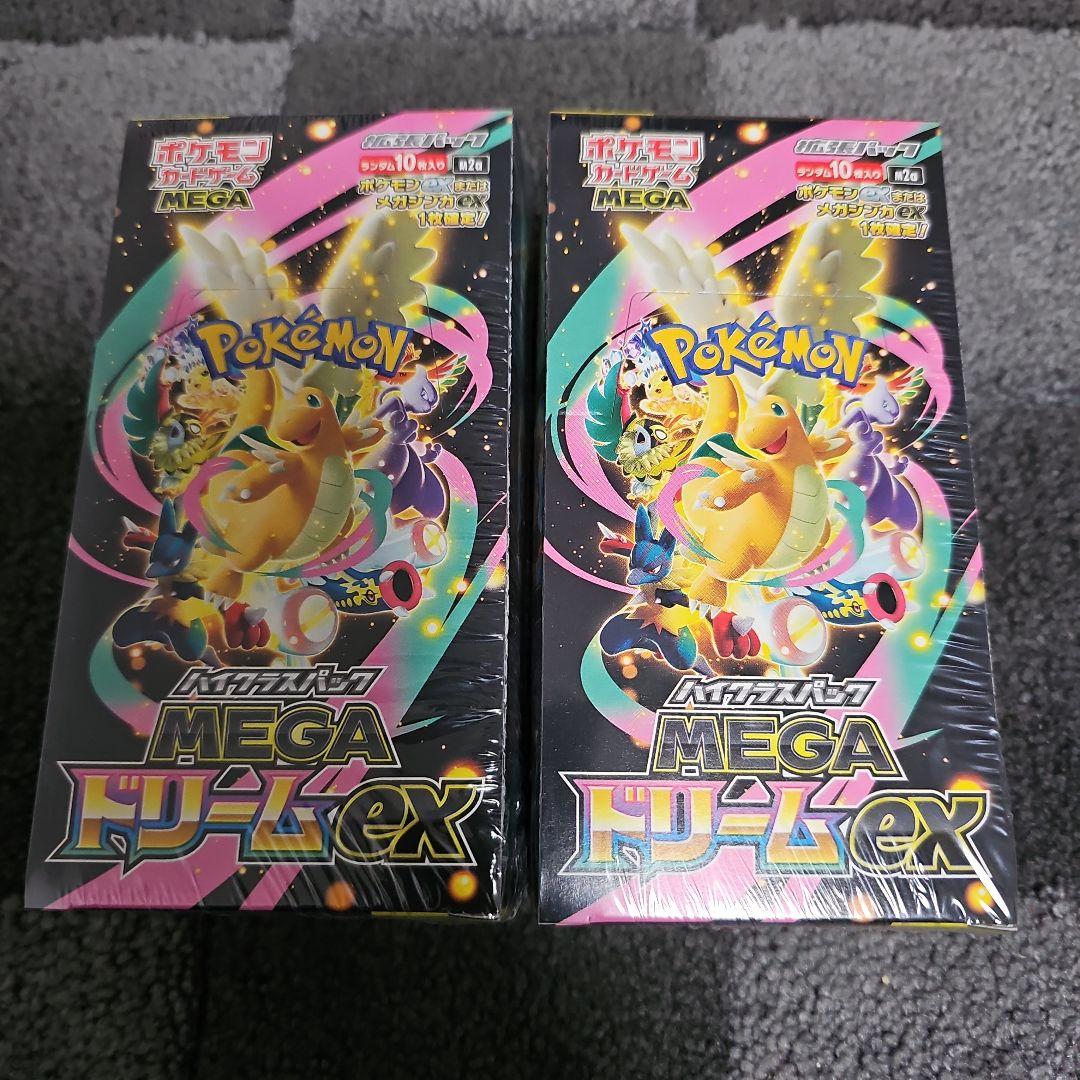 ポケモン
カードゲーム
MEGA
拡張パック
ランダム10枚入り M2a
ポケモンexまたは
メガシンカex
1枚確定!
POKÉMON
ハイクラスパック
MEGA
ドリームex
ポケモン
カードゲーム
MEGA
拡張パック
ランダム10枚入り M2a
ポケモンexまたは
メガシンカex
1枚確定!
POKÉMON
ハイクラスパック
MEGA
ドリームex